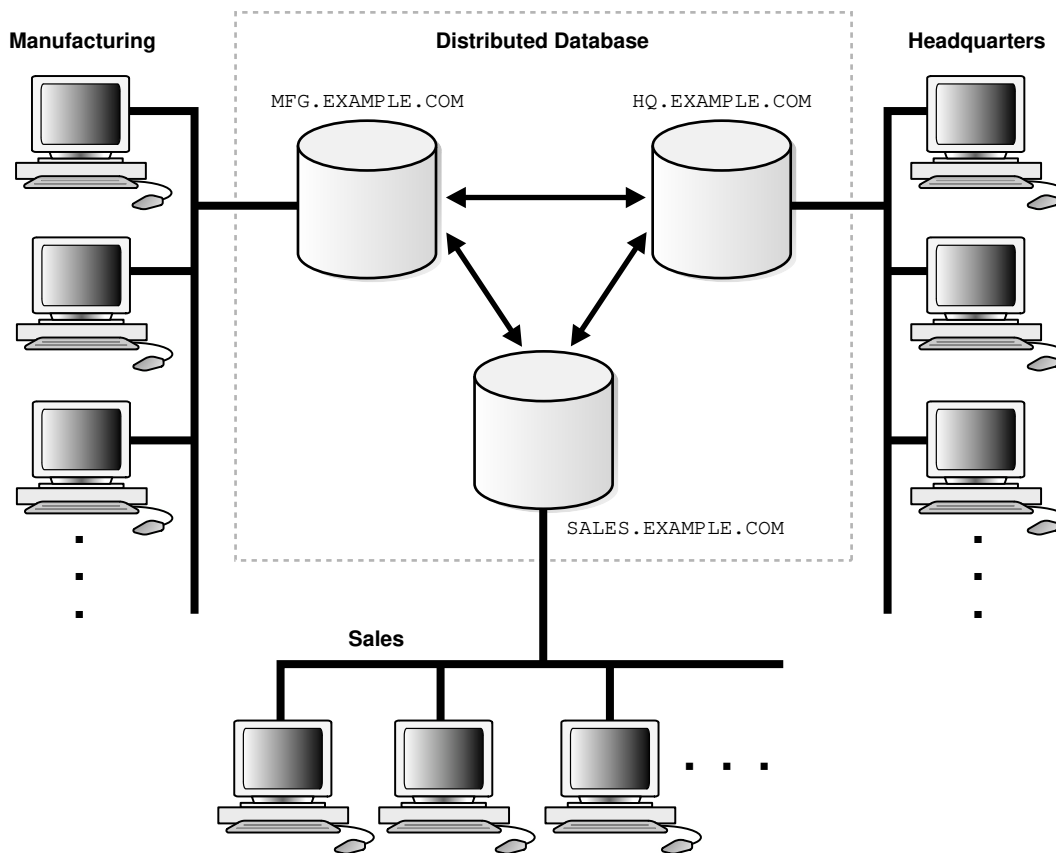 Manufacturing
Distributed Database
Headquarters
MFG.EXAMPLE.COM
HQ.EXAMPLE.COM
SALES.EXAMPLE.COM
Sales